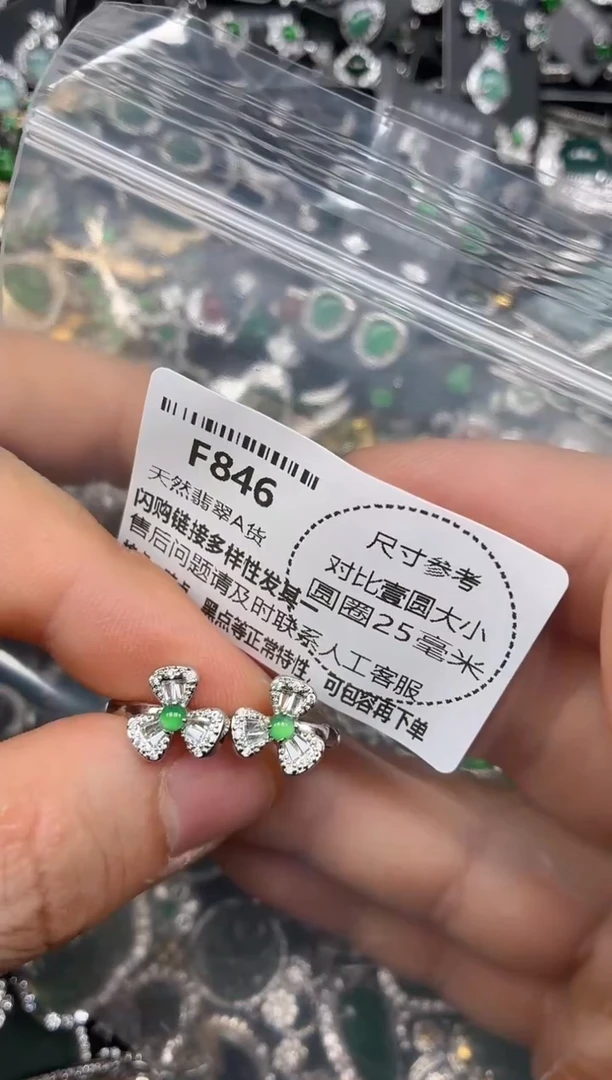 F846
天然翡翠A货
闪购链接多样性发其一
售后问题请及时联系人工客服
黑点等正常特性 可包容再下单
尺寸参考
对比壹圆大小
圆圈25毫米